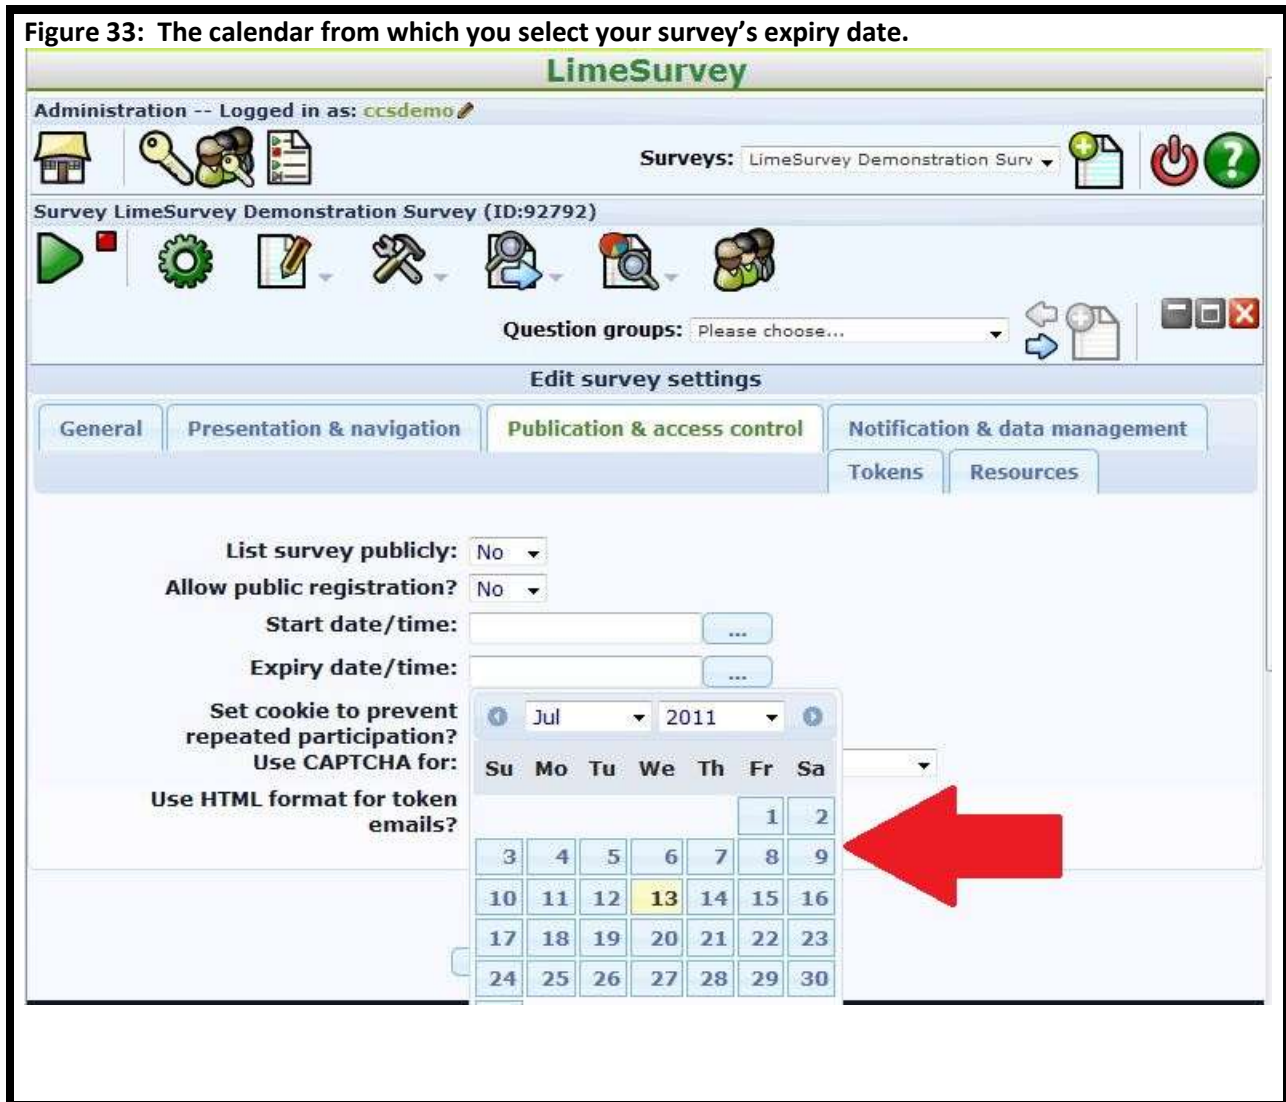 Figure 33:  The calendar from which you select your survey’s expiry date.
LimeSurvey
Administration -- Logged in as: ccsdemo
Surveys: LimeSurvey Demonstration Surv
?
Survey LimeSurvey Demonstration Survey (ID:92792)
Question groups: Please choose...
Edit survey settings
General Presentation & navigation Publication & access control Notification & data management
Tokens Resources
List survey publicly: No
Allow public registration? No
Start date/time: ...
Expiry date/time: ...
Set cookie to prevent
repeated participation?
Use CAPTCHA for:
Use HTML format for token
emails?
Jul 2011
Su Mo Tu We Th Fr Sa
1 2
3 4 5 6 7 8 9
10 11 12 13 14 15 16
17 18 19 20 21 22 23
24 25 26 27 28 29 30